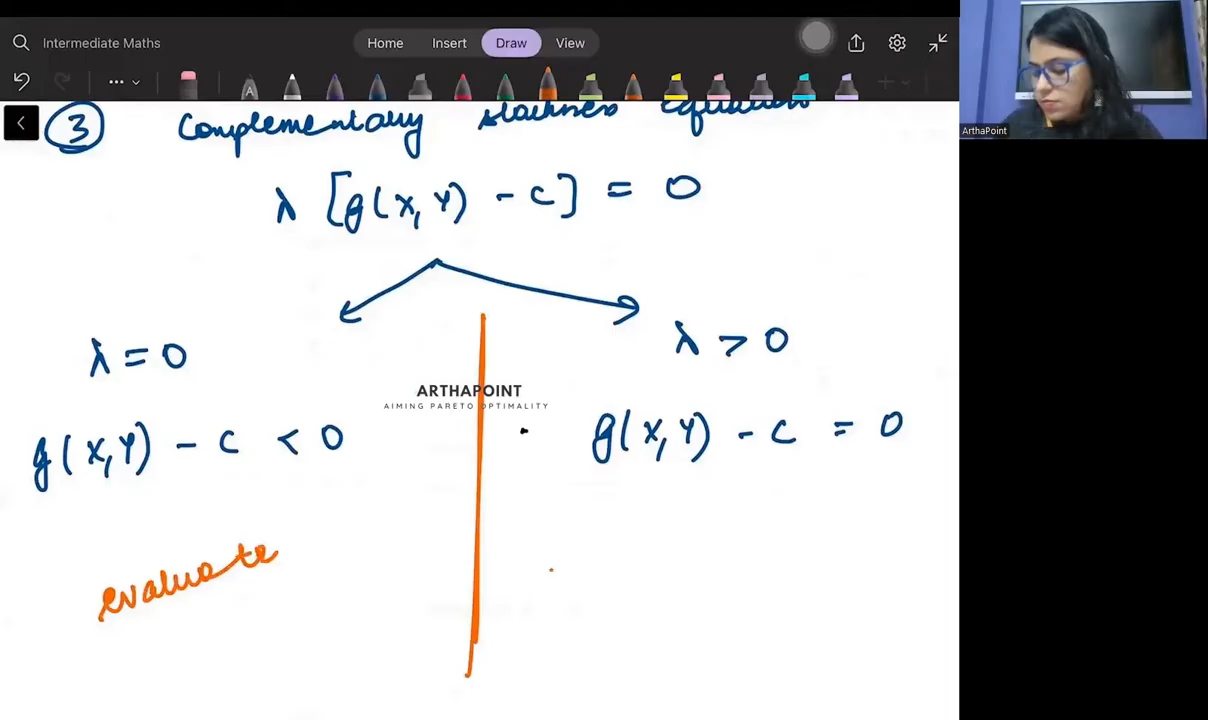 Intermediate Maths
Home Insert Draw View
A
3 Complementary slackness equation
λ [g(x, y) - c] = 0
λ = 0
λ > 0
ARTHAPOINT
AIMING PARETO OPTIMALITY
g(x, y) - c < 0
g(x, y) - c = 0
evaluate
ArthaPoint